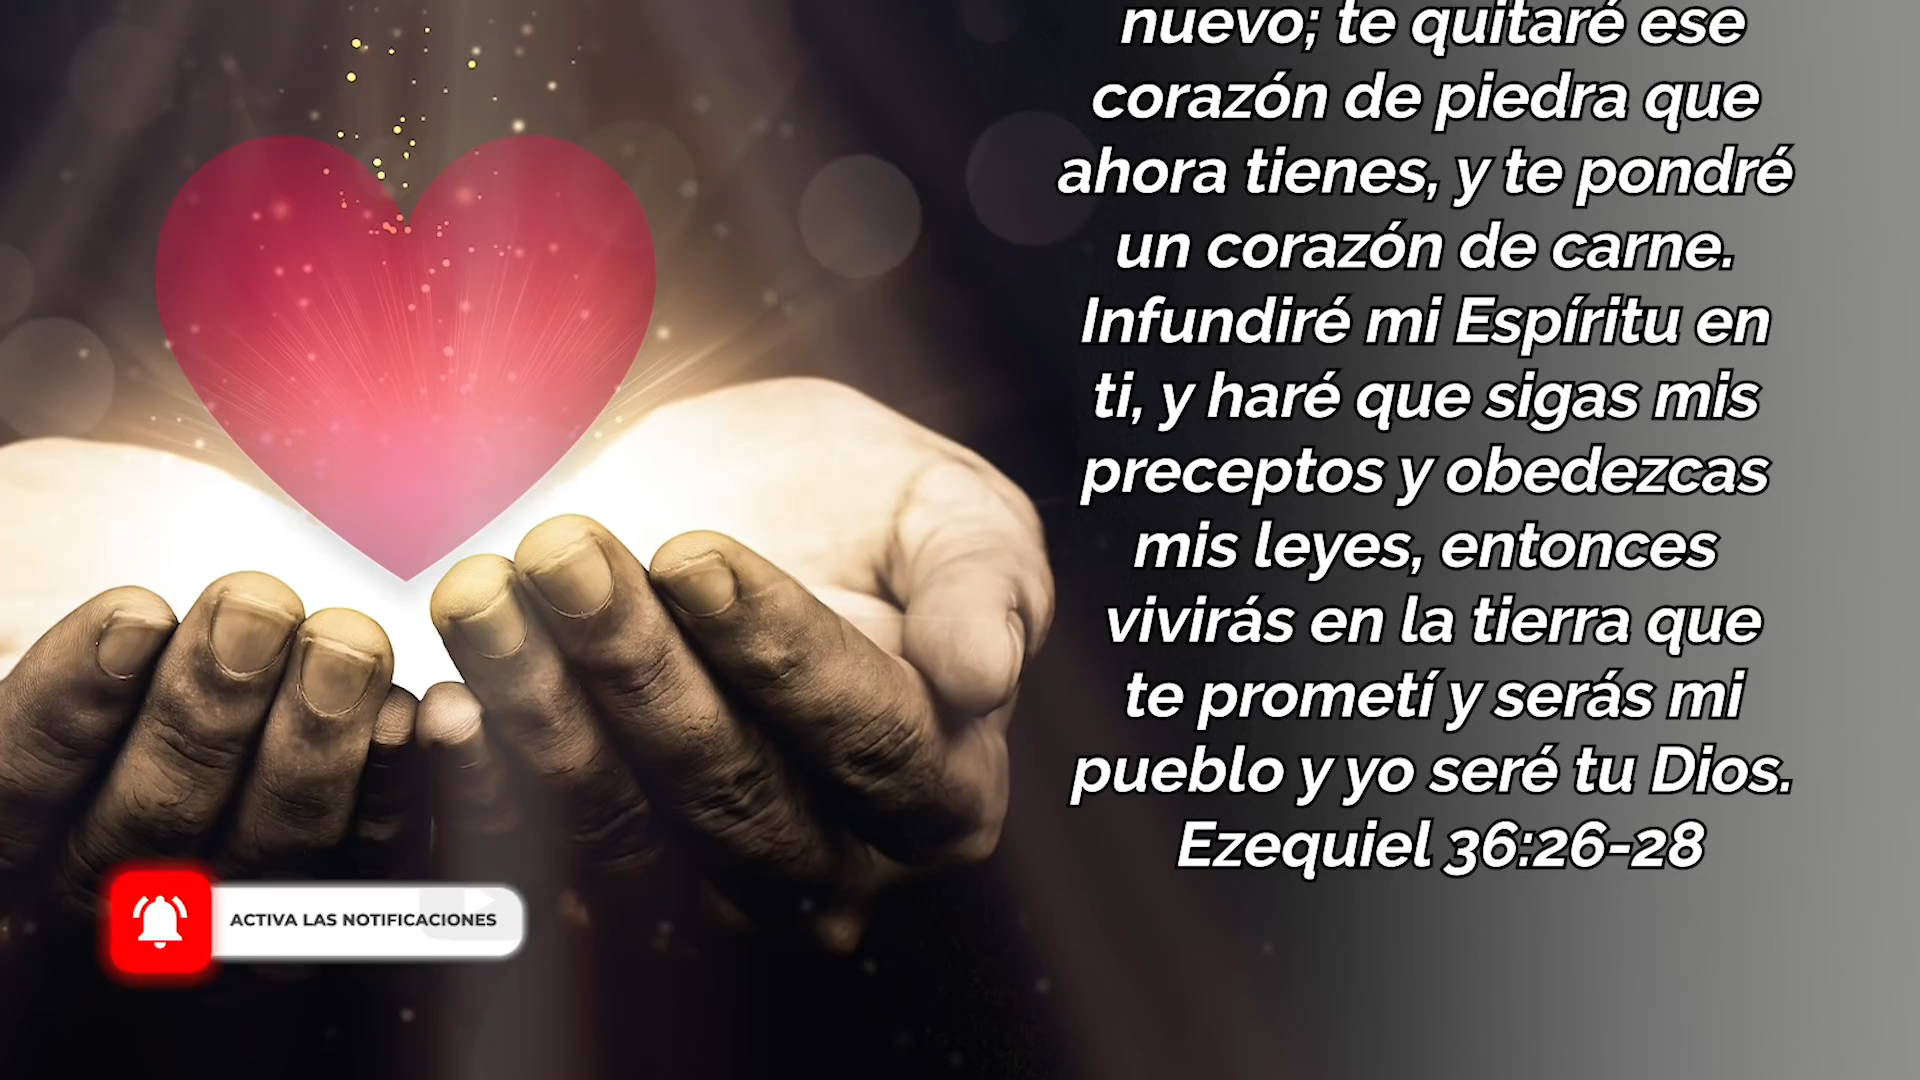 nuevo; te quitaré ese
corazón de piedra que
ahora tienes, y te pondré
un corazón de carne.
Infundiré mi Espíritu en
ti, y haré que sigas mis
preceptos y obedezcas
mis leyes, entonces
vivirás en la tierra que
te prometí y serás mi
pueblo y yo seré tu Dios.
Ezequiel 36:26-28
ACTIVA LAS NOTIFICACIONES